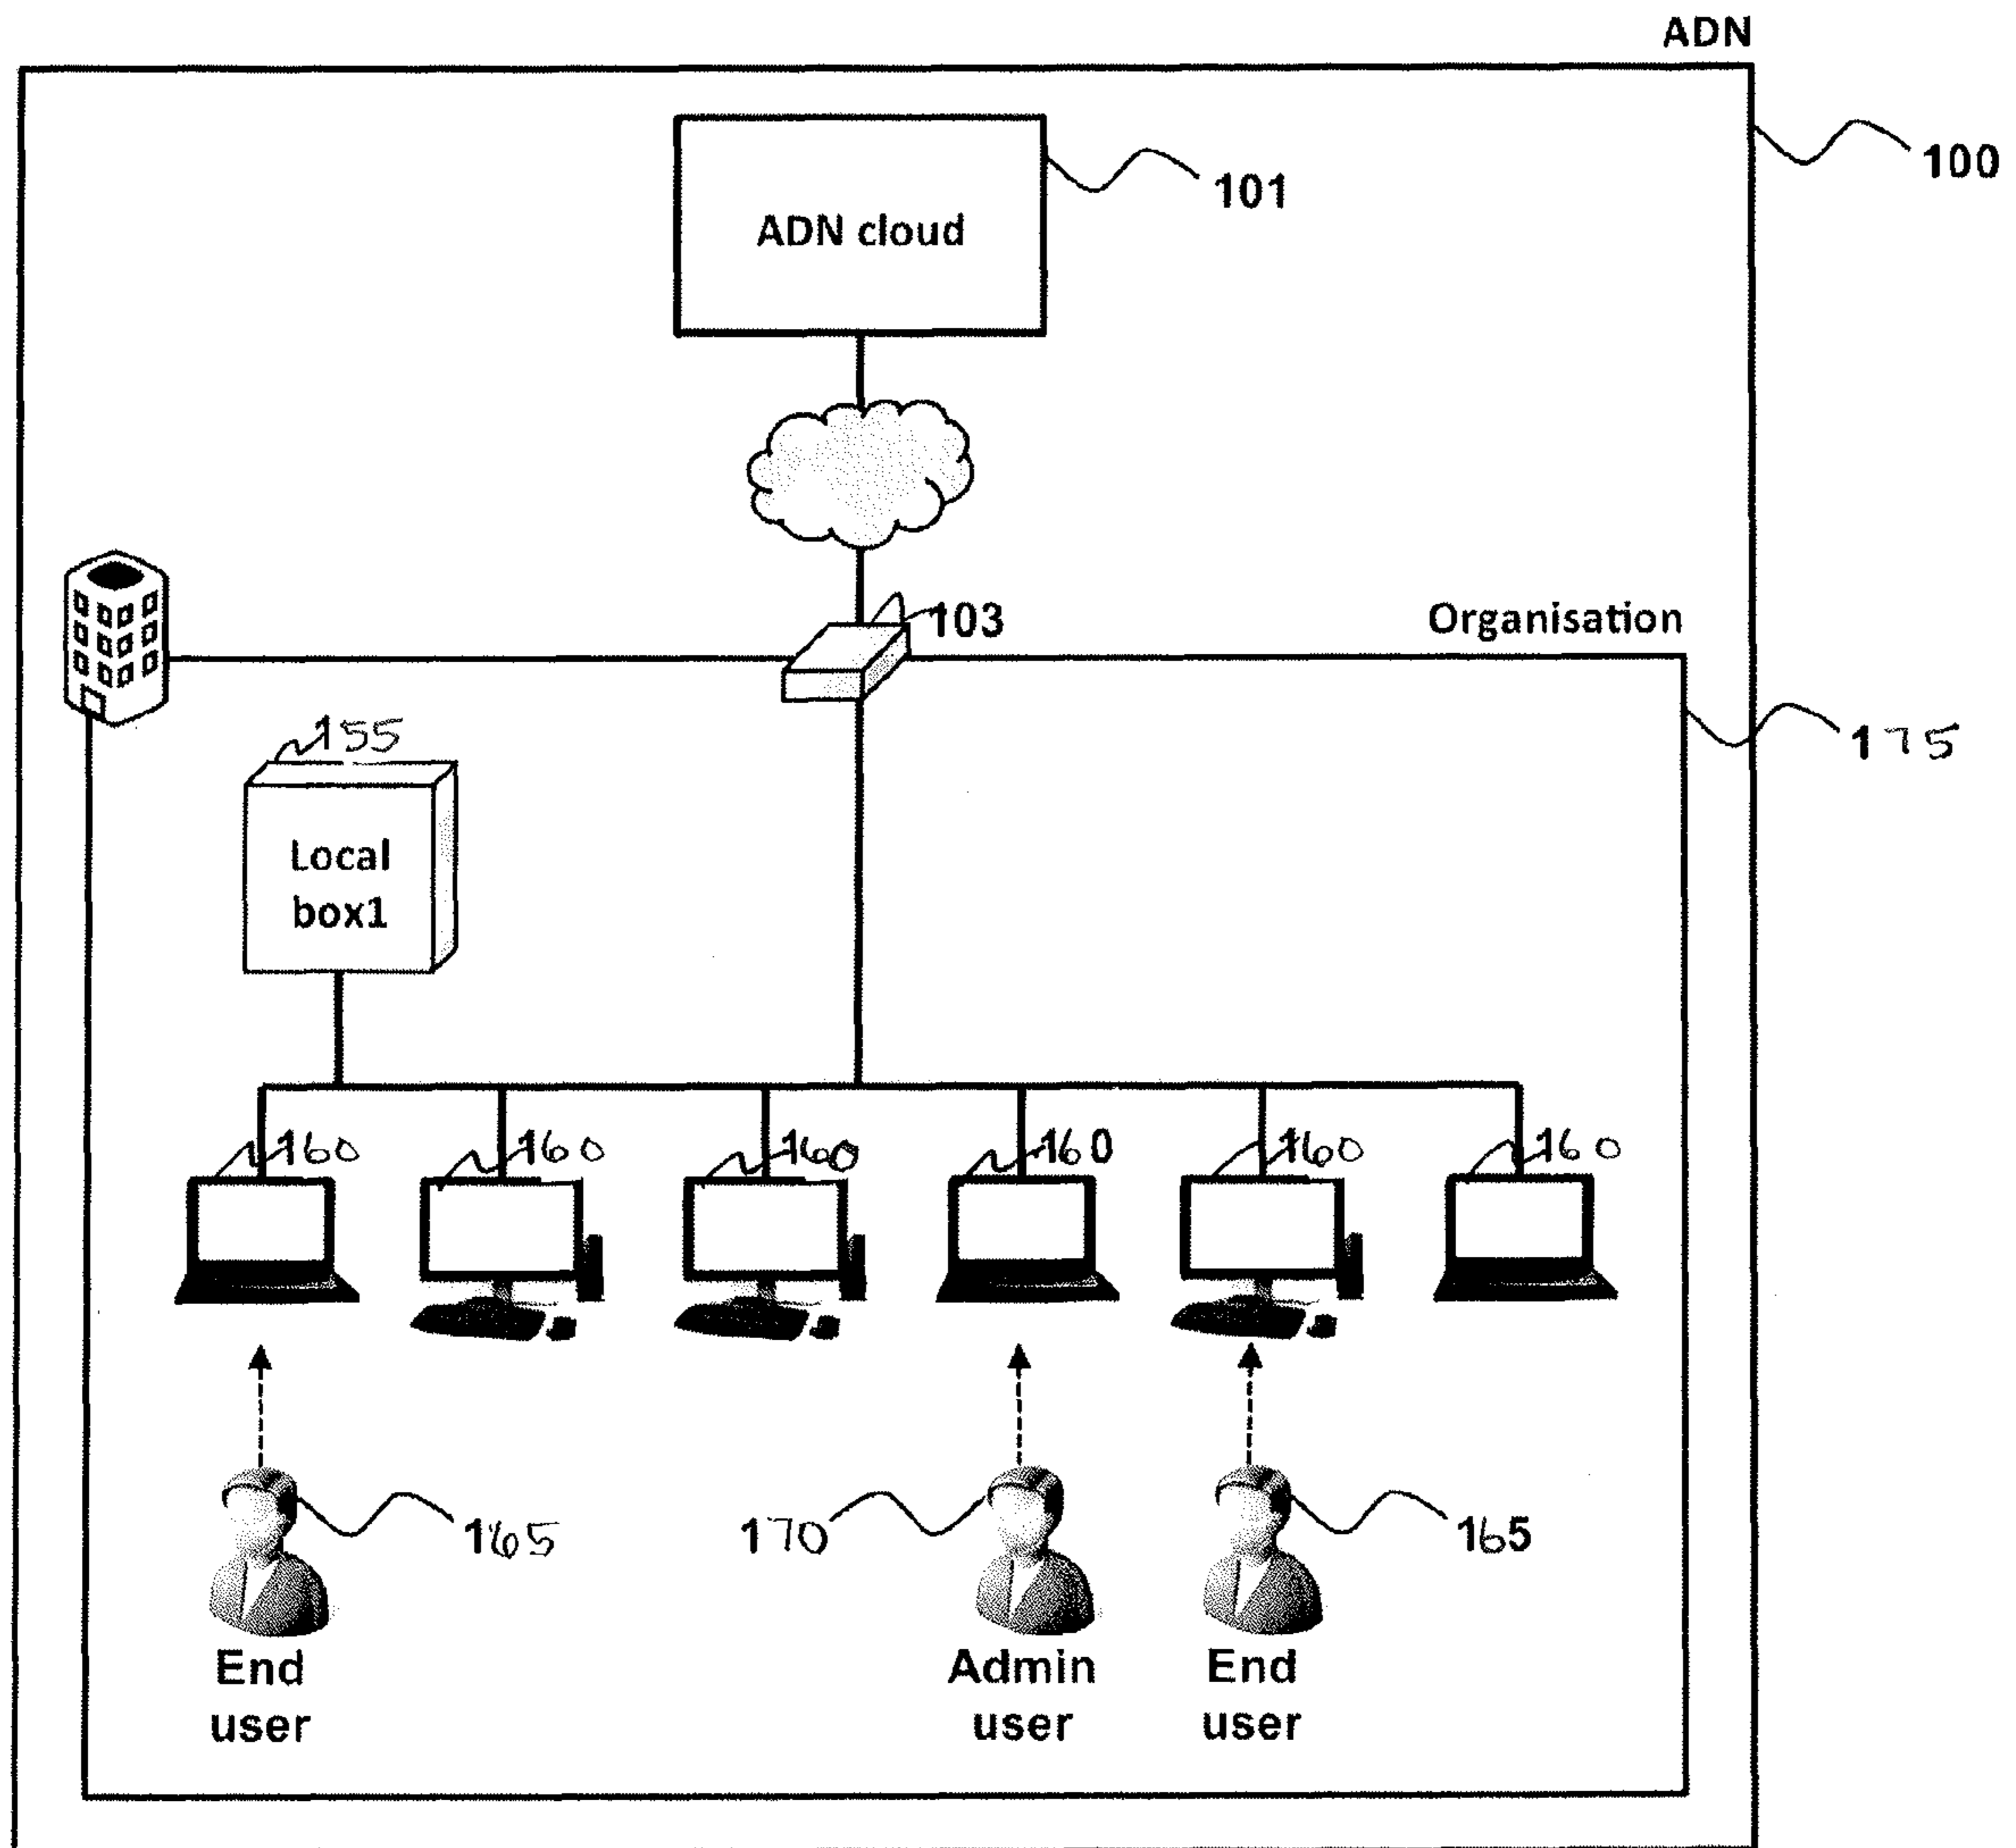 ADN
100
101
ADN cloud
103
Organisation
175
155
Local
box1
160
160
160
160
160
160
165
170
165
End
user
Admin
user
End
user